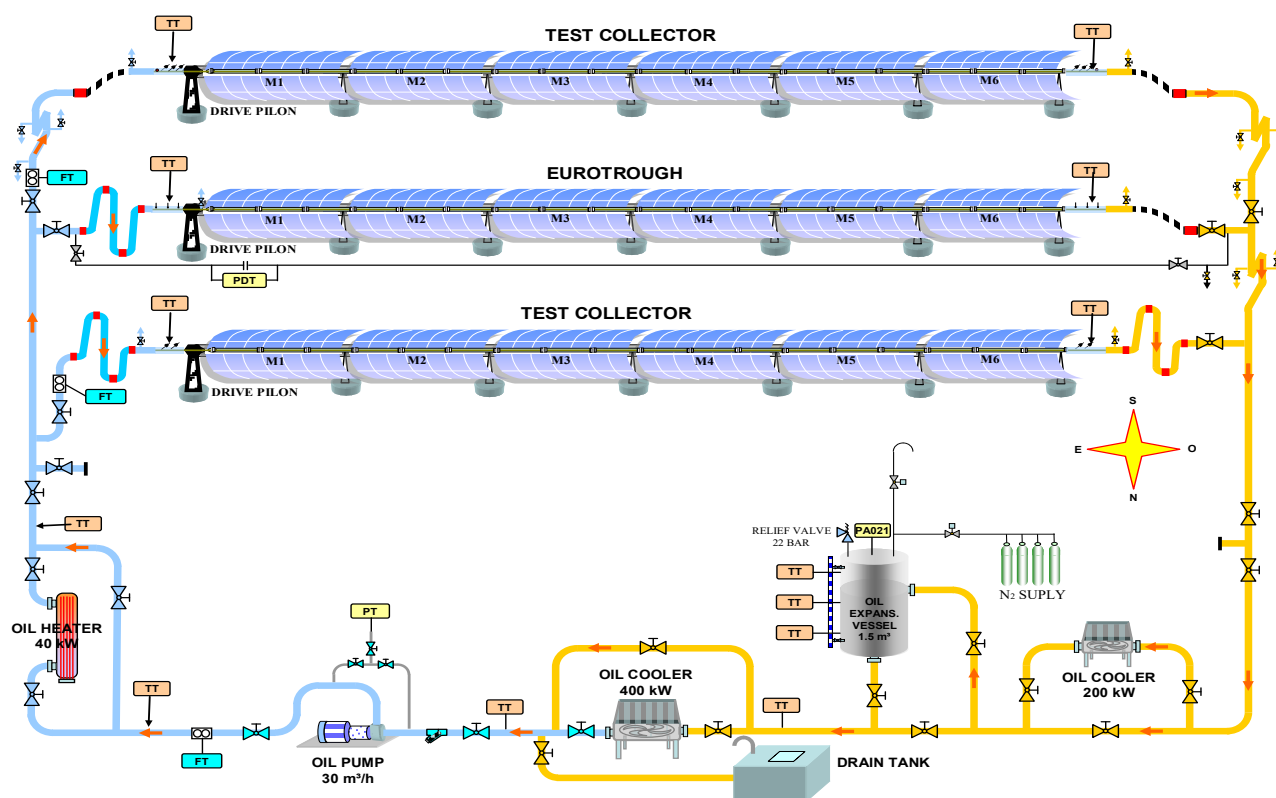 TEST COLLECTOR
TT
TT
M1
M2
M3
M4
M5
M6
DRIVE PILON
FT
EUROTROUGH
TT
TT
M1
M2
M3
M4
M5
M6
DRIVE PILON
PDT
TEST COLLECTOR
TT
TT
M1
M2
M3
M4
M5
M6
DRIVE PILON
FT
S
E
O
N
TT
RELIEF VALVE
22 BAR
PA021
TT
TT
TT
OIL
EXPANS.
VESSEL
1.5 m³
N2 SUPLY
OIL HEATER
40 kW
PT
OIL COOLER
400 kW
OIL COOLER
200 kW
TT
TT
TT
FT
OIL PUMP
30 m³/h
DRAIN TANK